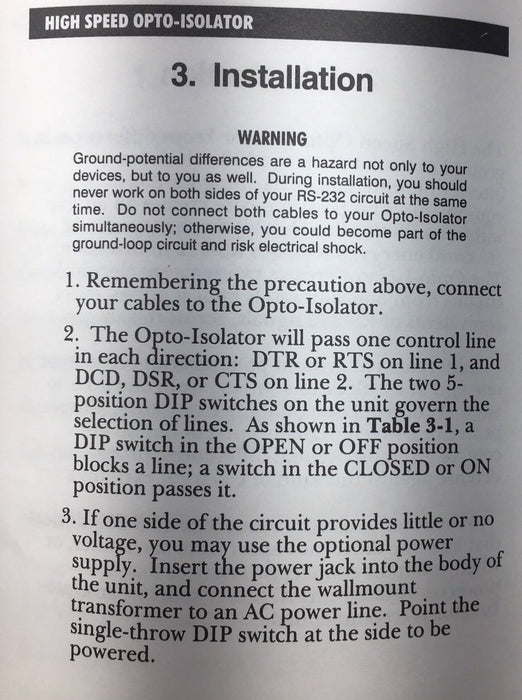 HIGH SPEED OPTO-ISOLATOR
3. Installation
WARNING
Ground-potential differences are a hazard not only to your
devices, but to you as well. During installation, you should
never work on both sides of your RS-232 circuit at the same
time. Do not connect both cables to your Opto-Isolator
simultaneously; otherwise, you could become part of the
ground-loop circuit and risk electrical shock.
1. Remembering the precaution above, connect
your cables to the Opto-Isolator.
2. The Opto-Isolator will pass one control line
in each direction: DTR or RTS on line 1, and
DCD, DSR, or CTS on line 2. The two 5-
position DIP switches on the unit govern the
selection of lines. As shown in Table 3-1, a
DIP switch in the OPEN or OFF position
blocks a line; a switch in the CLOSED or ON
position passes it.
3. If one side of the circuit provides little or no
voltage, you may use the optional power
supply. Insert the power jack into the body of
the unit, and connect the wallmount
transformer to an AC power line. Point the
single-throw DIP switch at the side to be
powered.